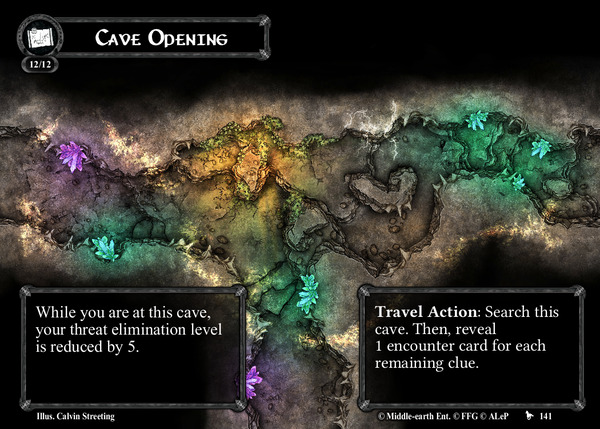 Cave Opening
12/12
While you are at this cave,
your threat elimination level
is reduced by 5.
Travel Action: Search this
cave. Then, reveal
1 encounter card for each
remaining clue.
Illus. Calvin Streeting
© Middle-earth Ent. © FFG © ALeP 141